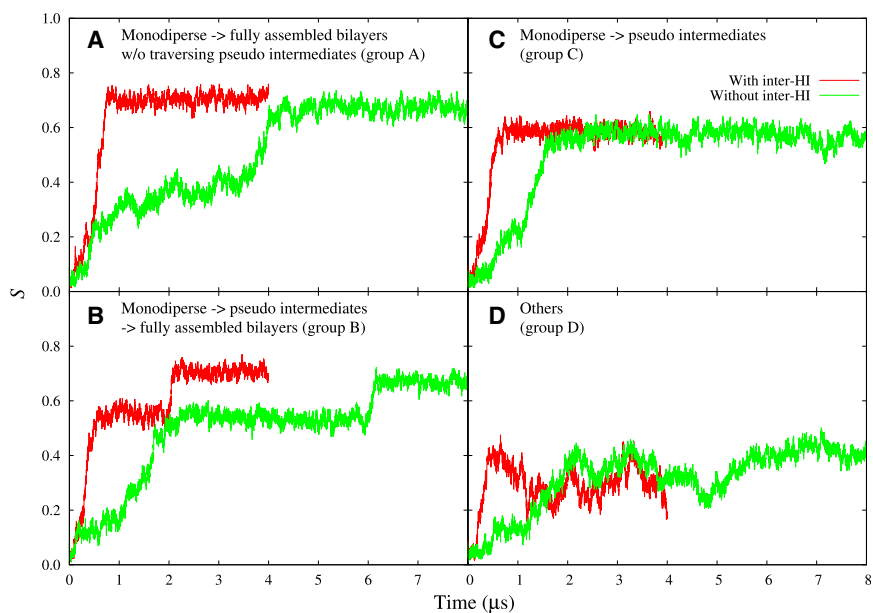 A
Monodiperse -> fully assembled bilayers
w/o traversing pseudo intermediates (group A)
C
Monodiperse -> pseudo intermediates
(group C)
With inter-HI
Without inter-HI
1.0
0.8
0.6
0.4
0.2
0.0
S
B
Monodiperse -> pseudo intermediates
-> fully assembled bilayers (group B)
D
Others
(group D)
0.8
0.6
0.4
0.2
0.0
0 1 2 3 4 5 6 7
0 1 2 3 4 5 6 7 8
Time (μs)